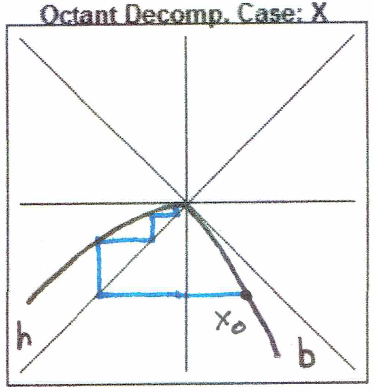 Octant Decomp. Case: X
x₀
h
b